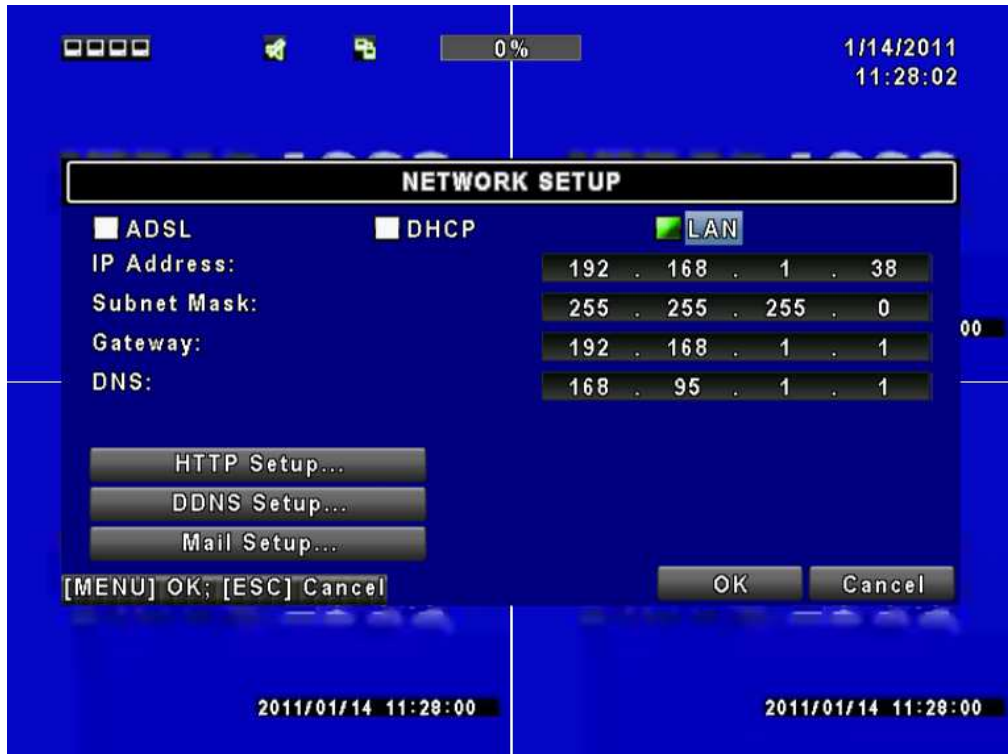 0%
1/14/2011
11:28:02
NETWORK SETUP
ADSL DHCP LAN
IP Address: 192 . 168 . 1 . 38
Subnet Mask: 255 . 255 . 255 . 0
Gateway: 192 . 168 . 1 . 1
DNS: 168 . 95 . 1 . 1
00
HTTP Setup...
DDNS Setup...
Mail Setup...
[MENU] OK; [ESC] Cancel
OK Cancel
2011/01/14 11:28:00
2011/01/14 11:28:00